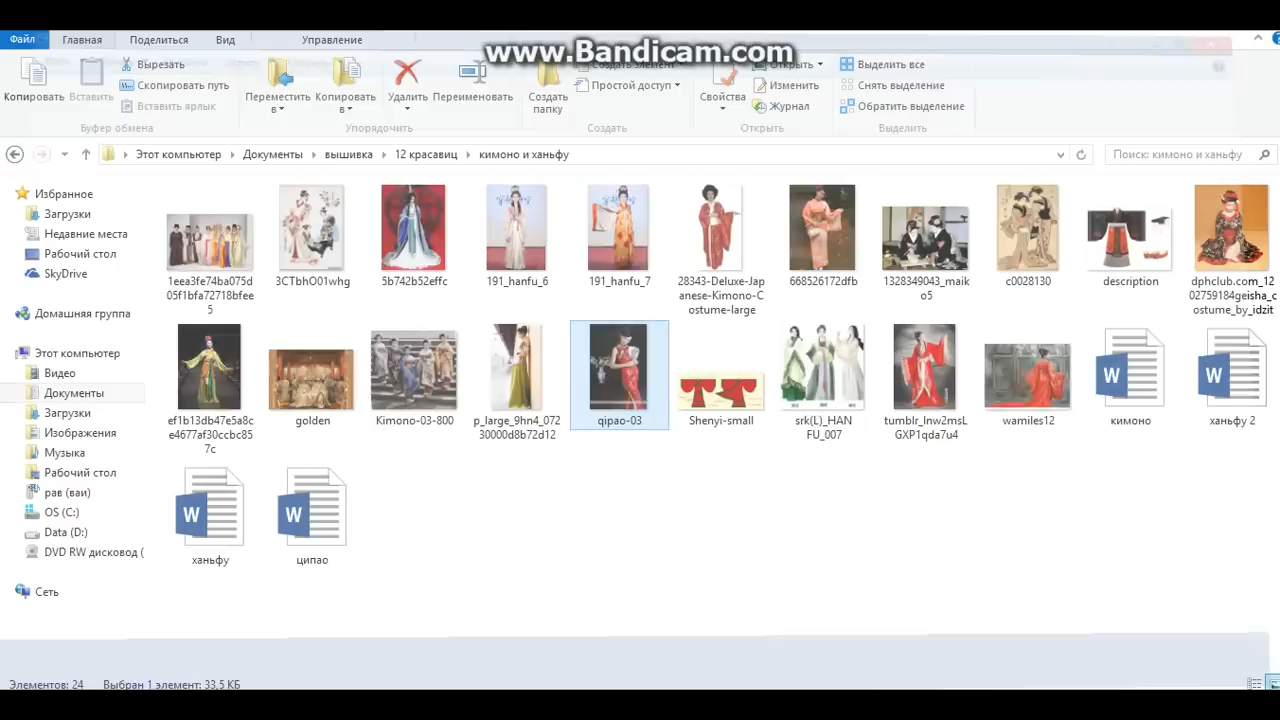 www.Bandicam.com
Файл Главная Поделиться Вид Управление
Копировать Вставить Вырезать
Скопировать путь
Вставить ярлык
Переместить в Копировать в Удалить Переименовать
Создать папку
Простой доступ
Свойства
Открыть
Изменить
Журнал
Выделить все
Снять выделение
Обратить выделение
Буфер обмена Упорядочить Создать Открыть Выделить
Этот компьютер Документы вышивка 12 красавиц кимоно и ханьфу
Поиск: кимоно и ханьфу
Избранное
Загрузки
Недавние места
Рабочий стол
SkyDrive
Домашняя группа
Этот компьютер
Видео
Документы
Загрузки
Изображения
Музыка
Рабочий стол
рав (ваи)
OS (C:)
Data (D:)
DVD RW дисковод (
Сеть
1eea3fe74ba075d
05f1bfa72718bfee
5
3CTbhO01whg
5b742b52effc
191_hanfu_6
191_hanfu_7
28343-Deluxe-Jap
anese-Kimono-C
ostume-large
668526172dfb
1328349043_maik
o5
c0028130
description
dphclub.com_12
02759184geisha_c
ostume_by_idzit
ef1b13db47e5a8c
e4677af30ccbc85
7c
golden
Kimono-03-800
p_large_9hn4_072
30000d8b72d12
qipao-03
Shenyi-small
srk(L)_HAN
FU_007
tumblr_lnw2msL
GXP1qda7u4
wamiles12
кимоно
ханьфу 2
ханьфу
ципао
Элементов: 24 Выбран 1 элемент: 33,5 КБ